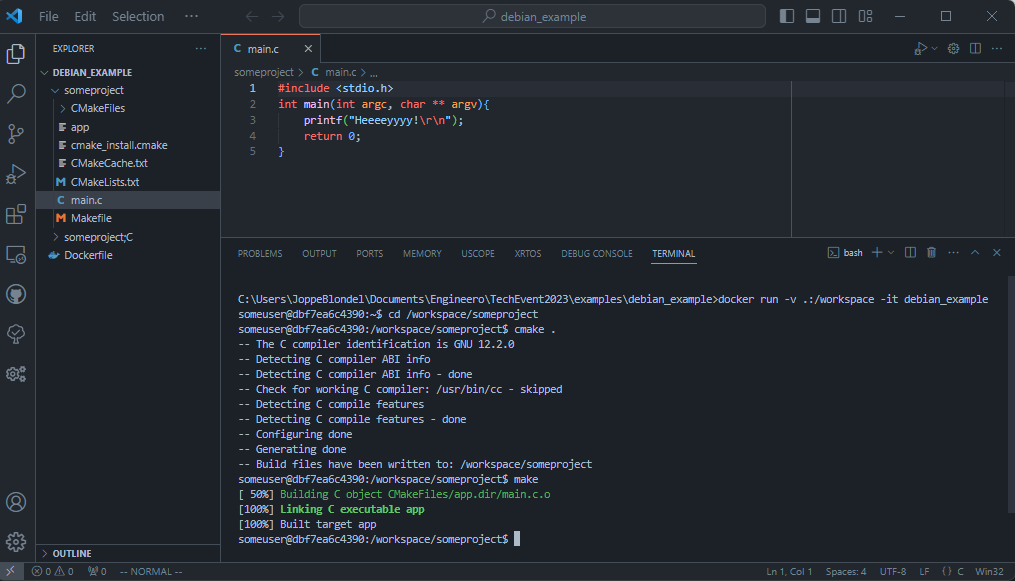 File Edit Selection ··· debian_example
EXPLORER ···
DEBIAN_EXAMPLE
someproject
CMakeFiles
app
cmake_install.cmake
CMakeCache.txt
M CMakeLists.txt
C main.c
M Makefile
someproject;C
Dockerfile
OUTLINE
C main.c
someproject > C main.c > ...
1 #include <stdio.h>
2 int main(int argc, char ** argv){
3 printf("Heeeeyyyy!\r\n");
4 return 0;
5 }
PROBLEMS OUTPUT PORTS MEMORY USCOPE XRTOS DEBUG CONSOLE TERMINAL bash
C:\Users\JoppeBlondel\Documents\Engineero\TechEvent2023\examples\debian_example>docker run -v .:/workspace -it debian_example
someuser@dbf7ea6c4390:~$ cd /workspace/someproject
someuser@dbf7ea6c4390:/workspace/someproject$ cmake .
-- The C compiler identification is GNU 12.2.0
-- Detecting C compiler ABI info
-- Detecting C compiler ABI info - done
-- Check for working C compiler: /usr/bin/cc - skipped
-- Detecting C compile features
-- Detecting C compile features - done
-- Configuring done
-- Generating done
-- Build files have been written to: /workspace/someproject
someuser@dbf7ea6c4390:/workspace/someproject$ make
[ 50%] Building C object CMakeFiles/app.dir/main.c.o
[100%] Linking C executable app
[100%] Built target app
someuser@dbf7ea6c4390:/workspace/someproject$
0 0 0 -- NORMAL -- Ln 1, Col 1 Spaces: 4 UTF-8 LF {} C Win32